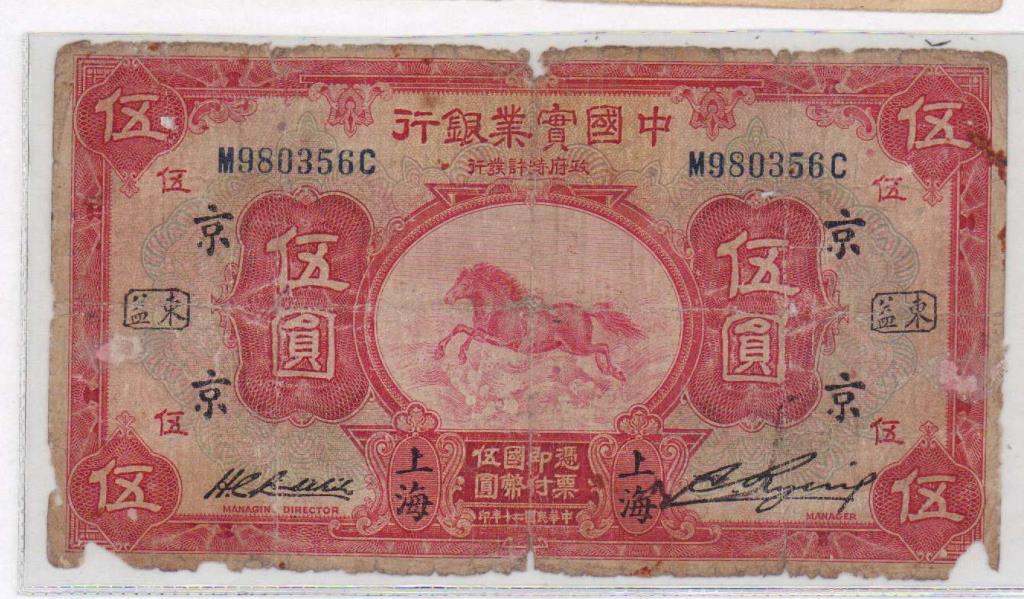 伍
伍
中國實業銀行
M980356C
M980356C
政府特許發行
伍
伍
京
京
伍圓
伍圓
東益
東益
京
京
伍
伍
上海
憑票即付國幣伍圓
上海
伍
伍
MANAGING DIRECTOR
中華民國二十年印
MANAGER